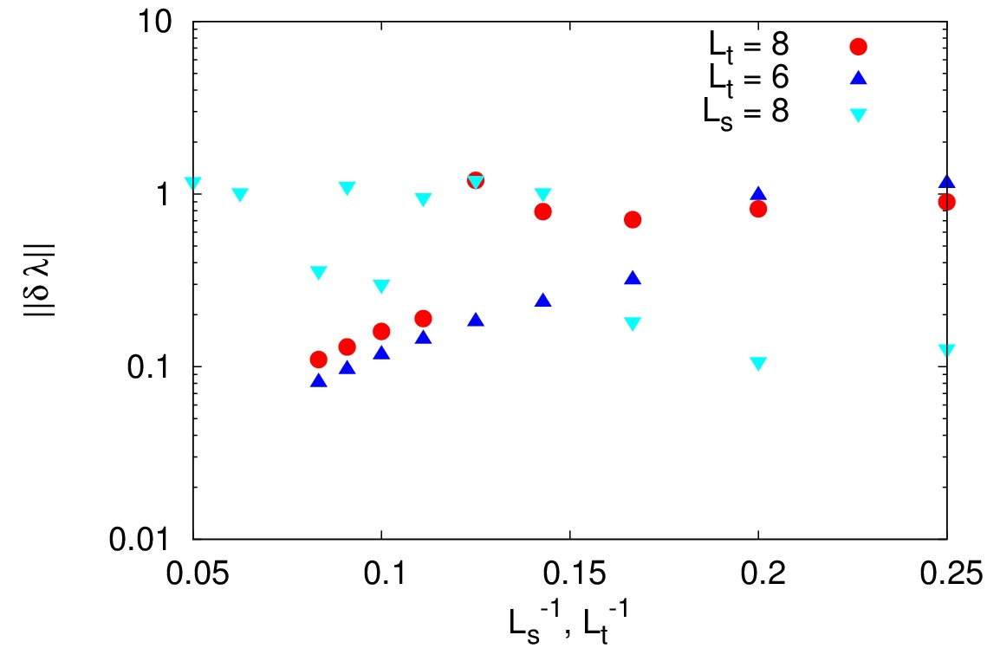 10
1
0.1
0.01
||δ λ||
L_t = 8
L_t = 6
L_s = 8
0.05 0.1 0.15 0.2 0.25
L_s^-1, L_t^-1